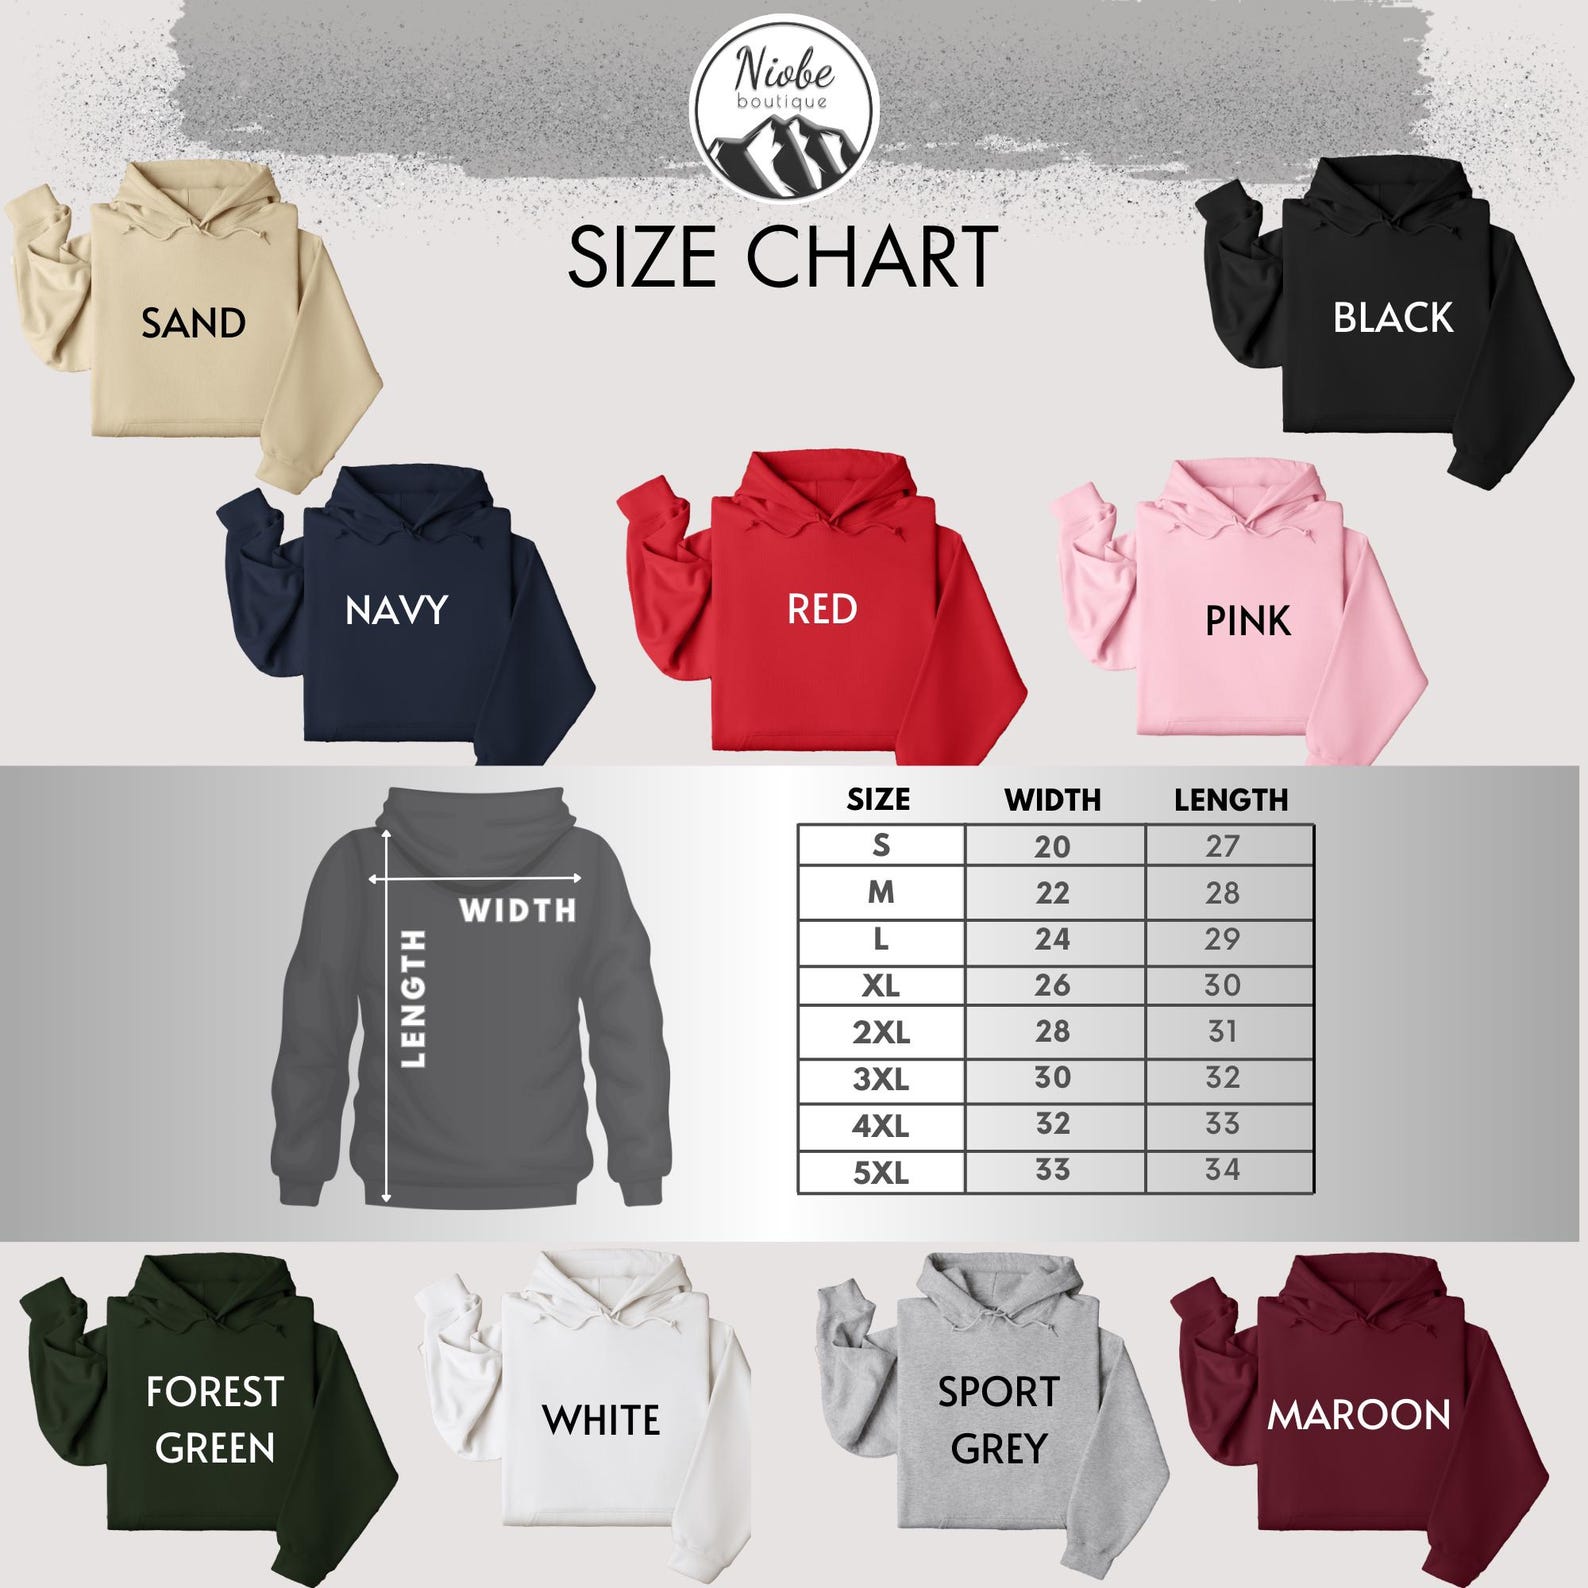 Niobe
boutique
SIZE CHART
SAND
BLACK
NAVY
RED
PINK
WIDTH
LENGTH
SIZE WIDTH LENGTH
S 20 27
M 22 28
L 24 29
XL 26 30
2XL 28 31
3XL 30 32
4XL 32 33
5XL 33 34
FOREST
GREEN
WHITE
SPORT
GREY
MAROON